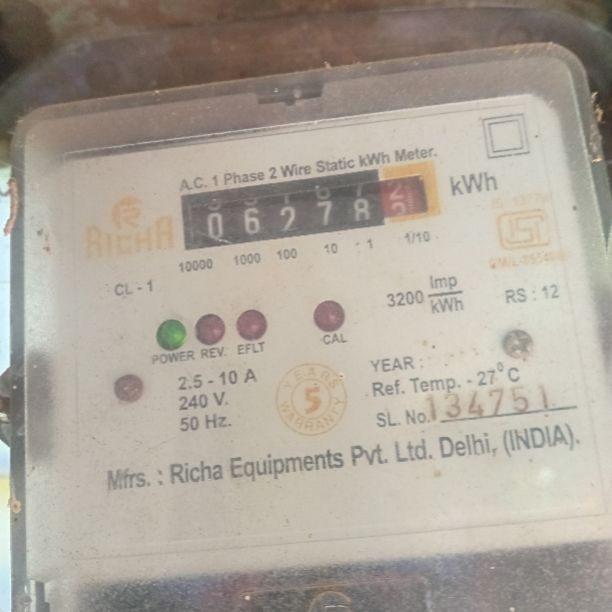 A.C. 1 Phase 2 Wire Static kWh Meter.
RICHA
06278
kWh
10000 1000 100 10 1 1/10
CL - 1
3200 Imp/kWh
RS : 12
POWER REV. EFLT CAL
2.5 - 10 A
240 V.
50 Hz.
5 YEARS WARRANTY
YEAR :
Ref. Temp. - 27°C
SL. No. 134751
Mfrs. : Richa Equipments Pvt. Ltd. Delhi, (INDIA).